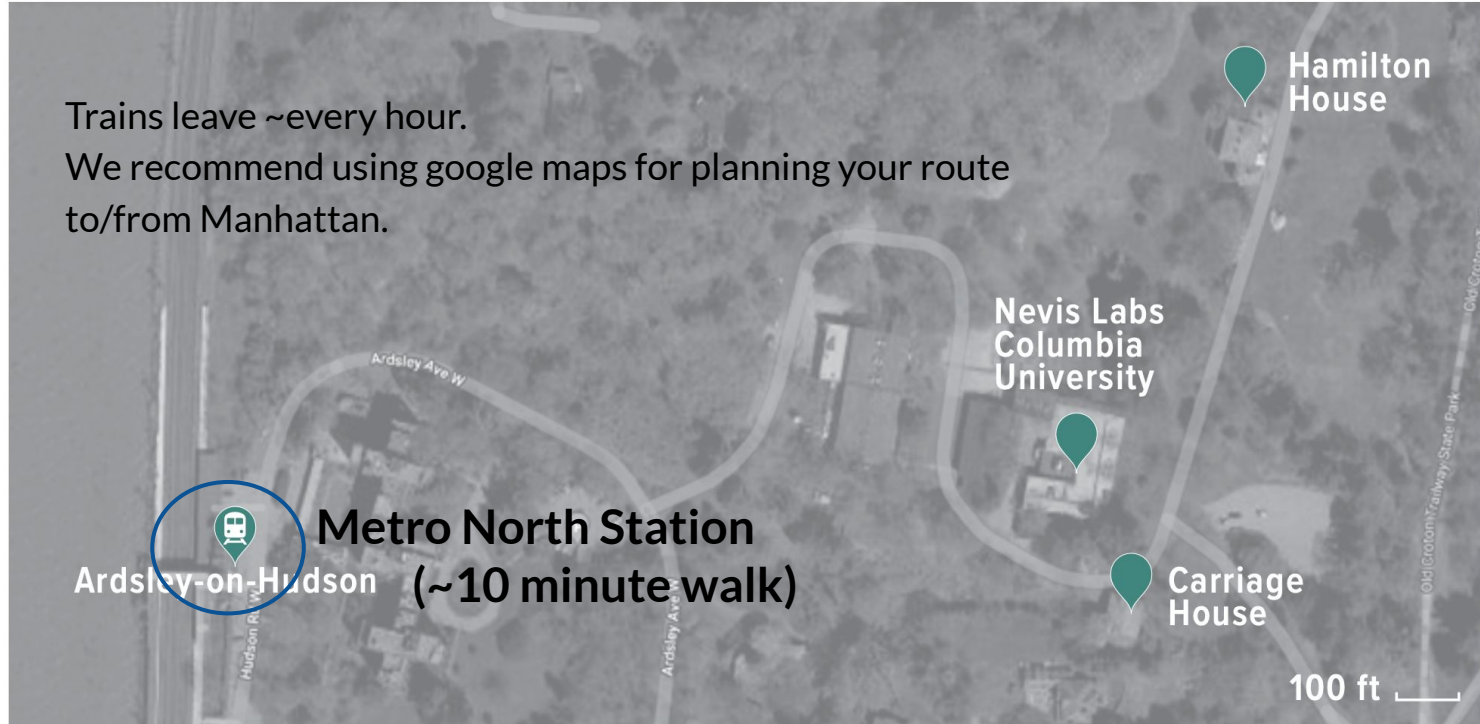 Trains leave ~every hour.
We recommend using google maps for planning your route
to/from Manhattan.
Hamilton
House
Nevis Labs
Columbia
University
Ardsley Ave W
Metro North Station
(~10 minute walk)
Ardsley-on-Hudson
Hudson Rd W
Ardsley Ave W
Carriage
House
Old Croton Trailway State Park
100 ft